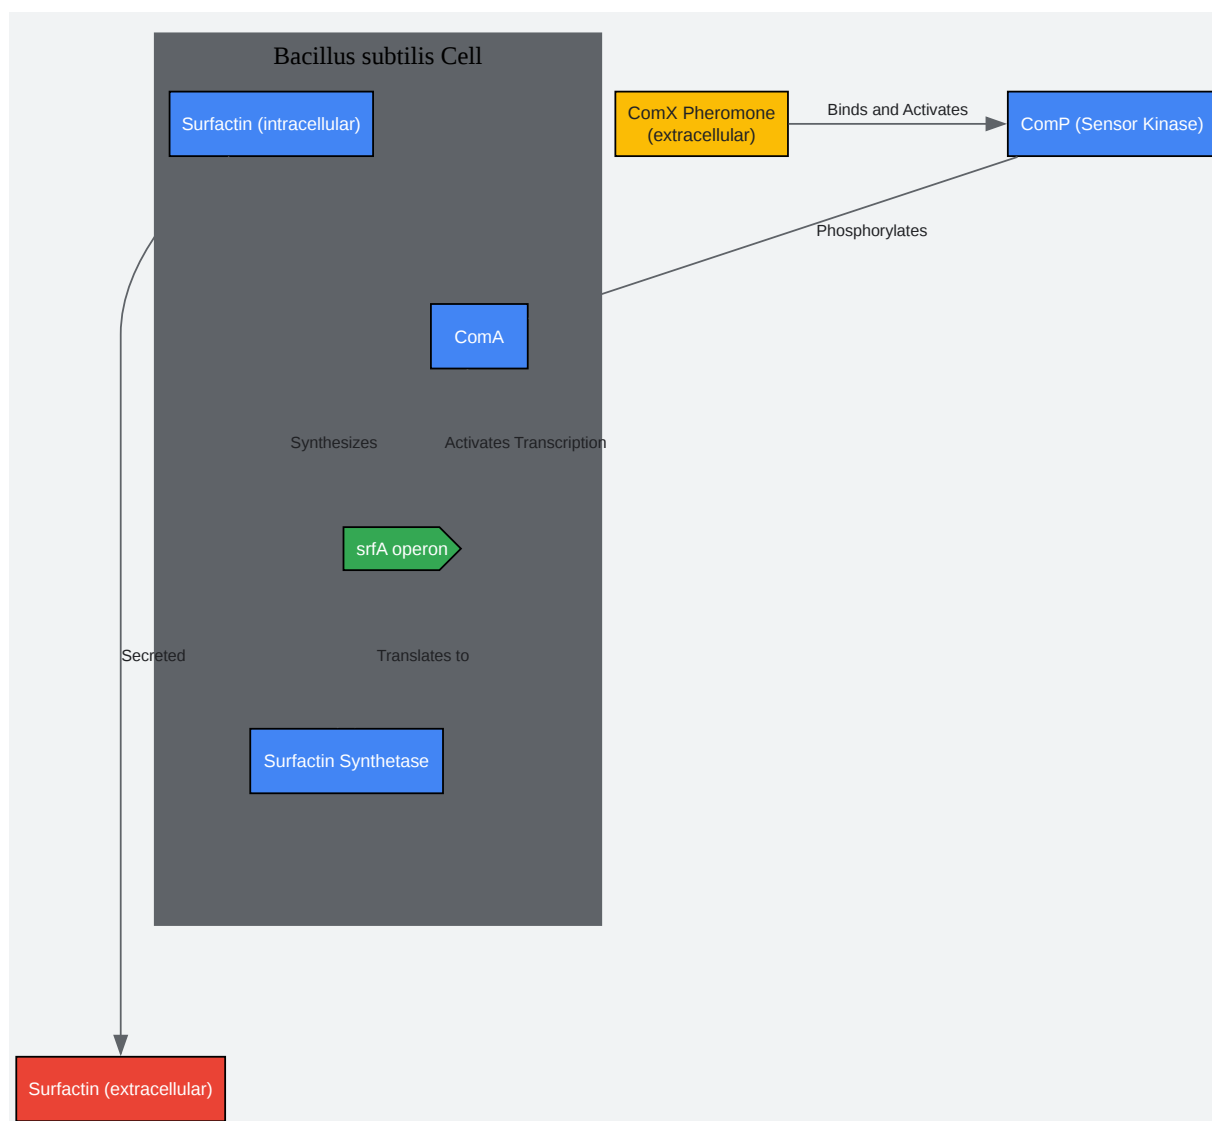 Bacillus subtilis Cell
Surfactin (intracellular)
ComX Pheromone
(extracellular)
Binds and Activates
ComP (Sensor Kinase)
Phosphorylates
ComA
Synthesizes
Activates Transcription
srfA operon
Secreted
Translates to
Surfactin Synthetase
Surfactin (extracellular)